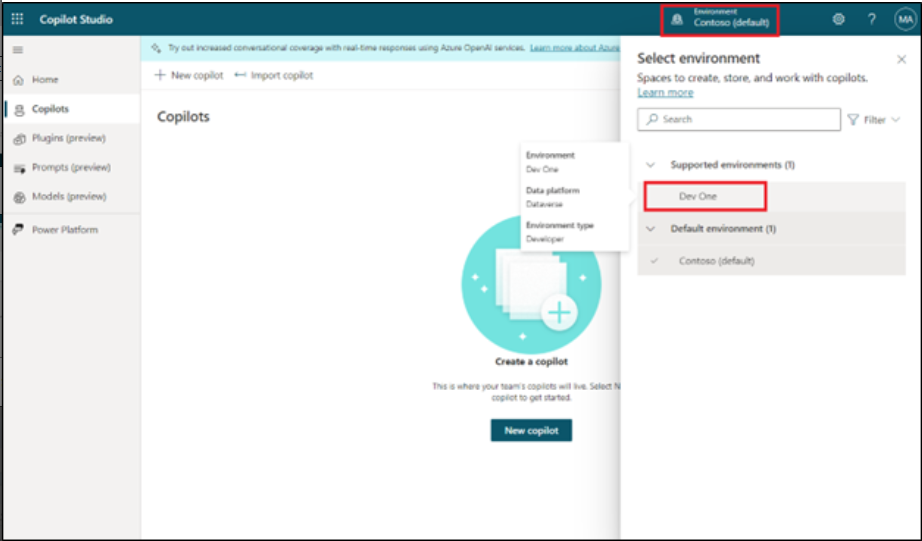 Copilot Studio
Environment
Contoso (default)
?
MA
Home
Copilots
Plugins (preview)
Prompts (preview)
Models (preview)
Power Platform
Try out increased conversational coverage with real-time responses using Azure OpenAI services. Learn more about Azure
New copilot
Import copilot
Copilots
Create a copilot
This is where your team's copilots will live. Select N
copilot to get started.
New copilot
Environment
Dev One
Data platform
Dataverse
Environment type
Developer
Select environment
Spaces to create, store, and work with copilots.
Learn more
Search
Filter
Supported environments (1)
Dev One
Default environment (1)
Contoso (default)